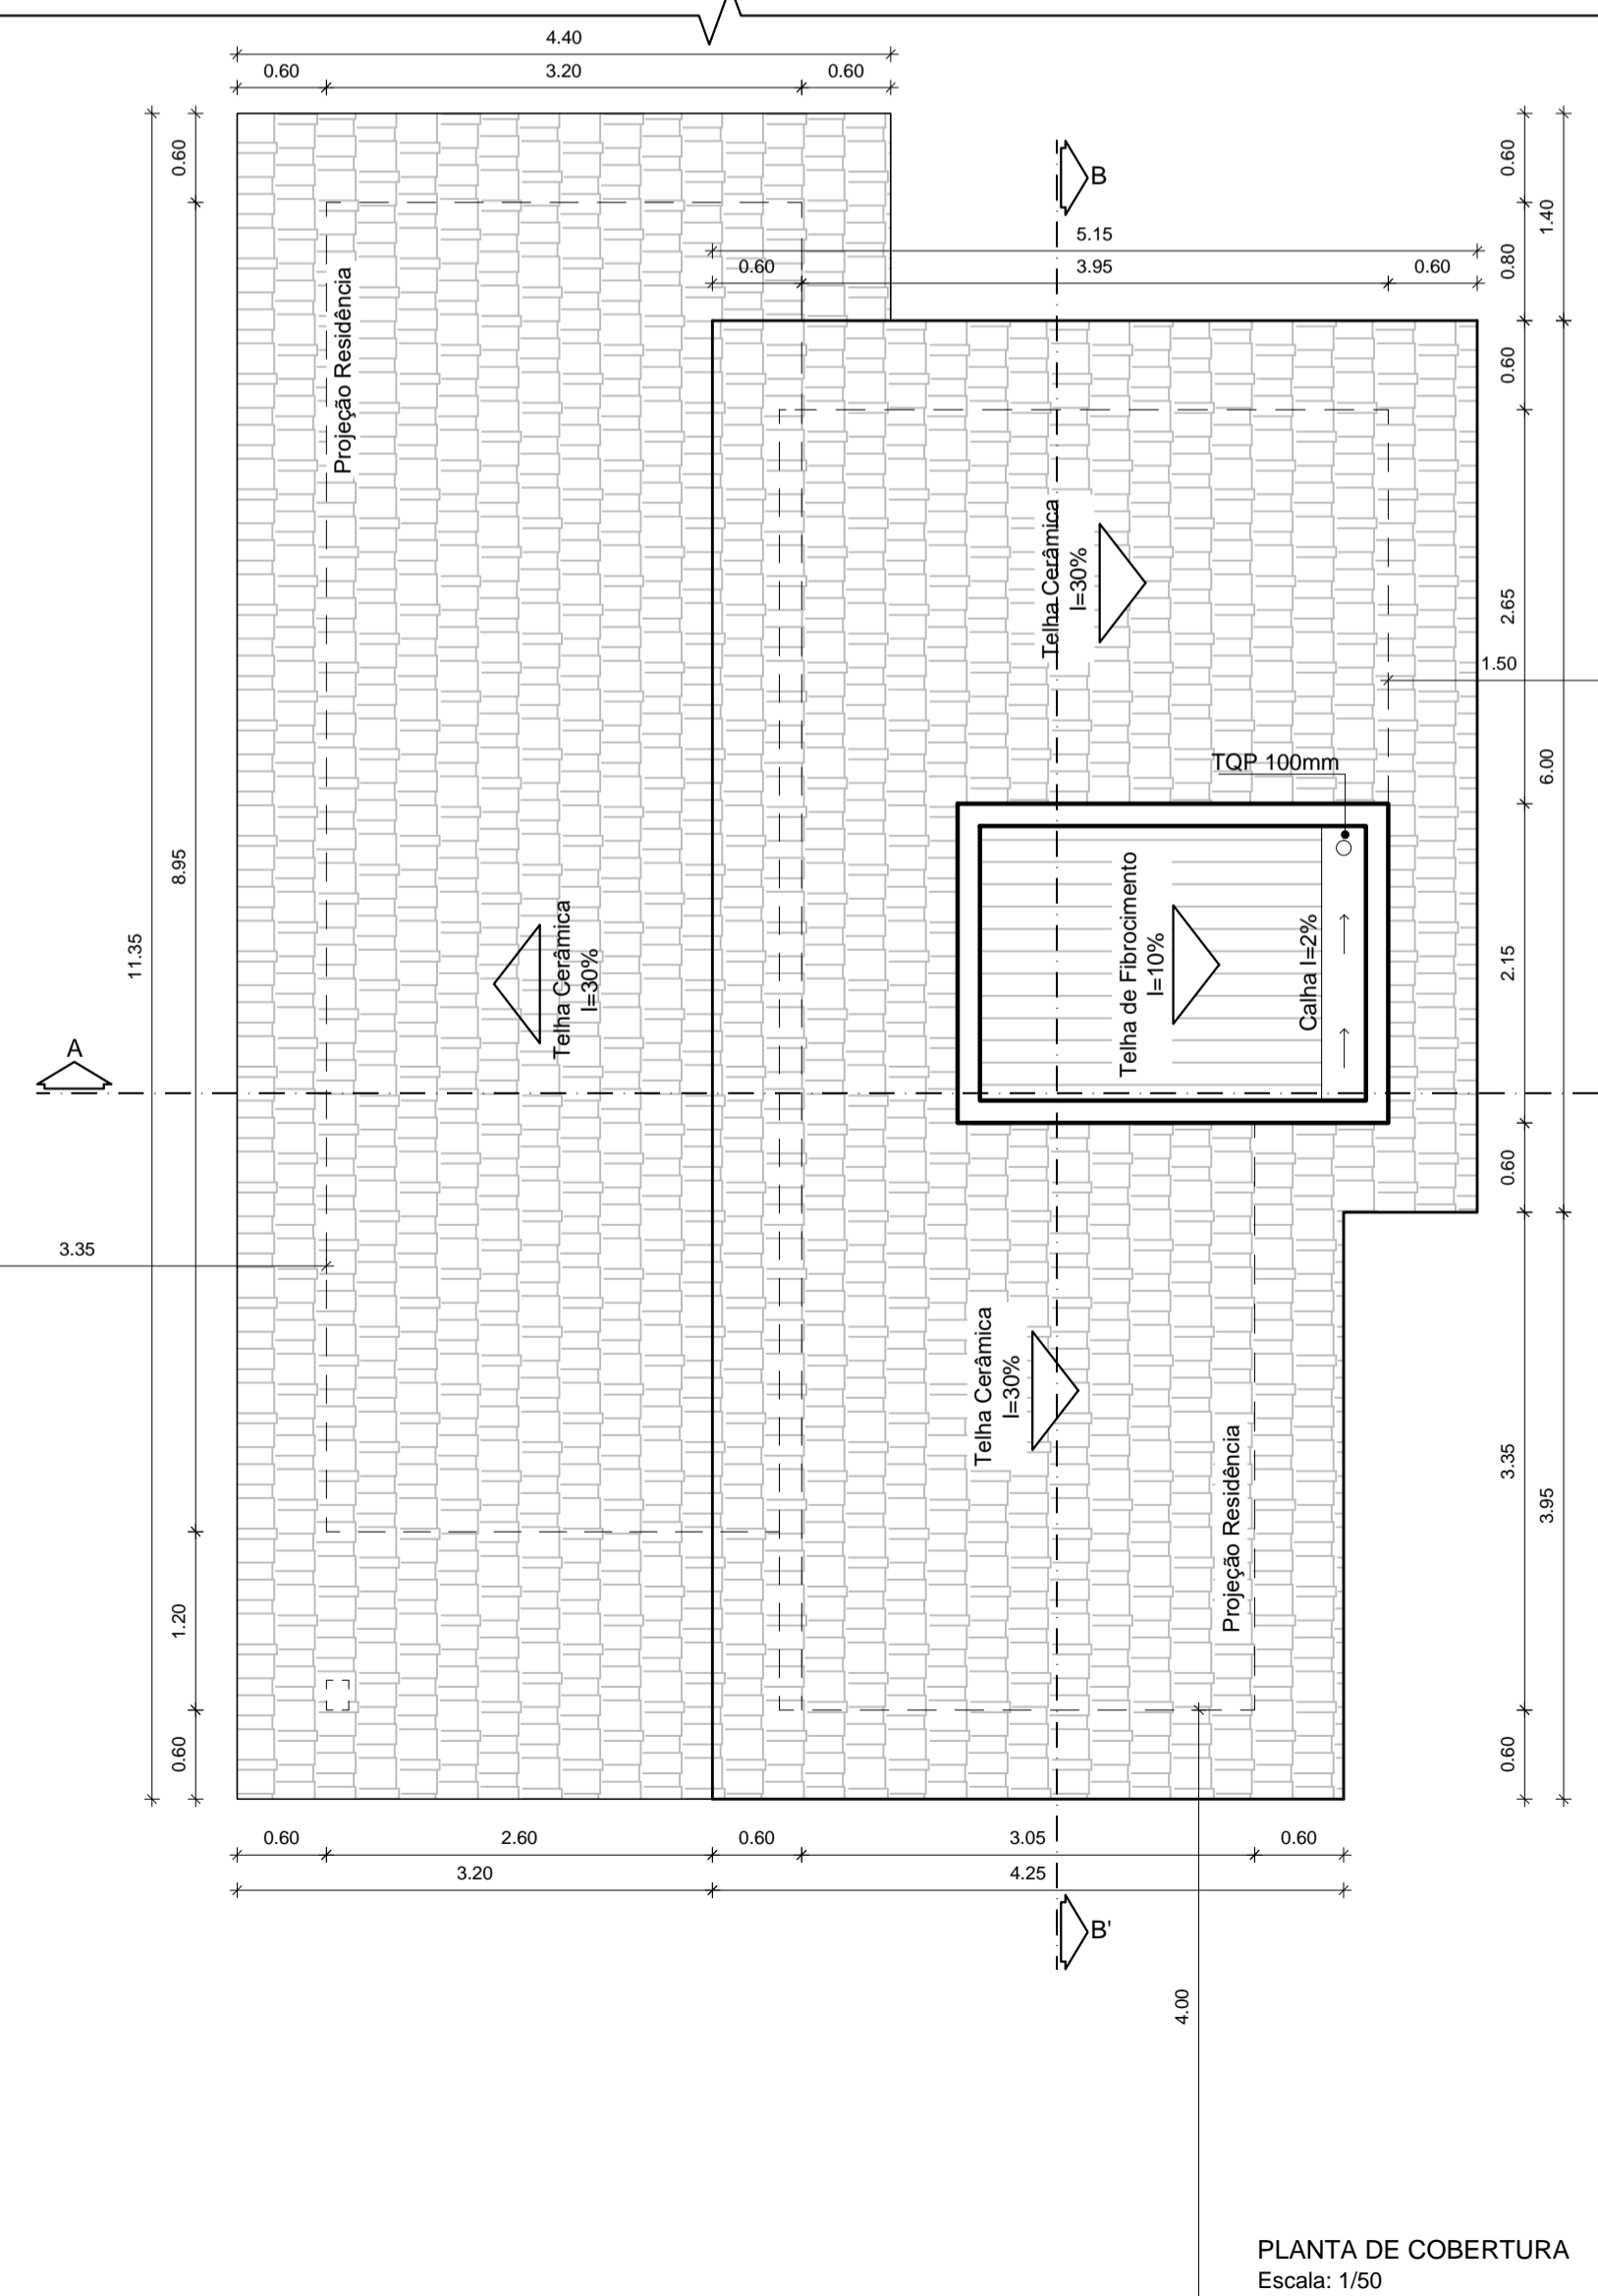 4.40
0.60
3.20
0.60
0.60
0.60
B
1.40
5.15
0.80
0.60
3.95
0.60
Projeção Residência
0.60
Telha Cerâmica
I=30%
2.65
1.50
TQP 100mm
6.00
8.95
11.35
Telha Cerâmica
I=30%
Telha de Fibrocimento
I=10%
Calha I=2%
2.15
A
0.60
3.35
Telha Cerâmica
I=30%
Projeção Residência
3.35
3.95
1.20
0.60
0.60
0.60
2.60
0.60
3.05
0.60
3.20
4.25
B'
4.00
PLANTA DE COBERTURA
Escala: 1/50